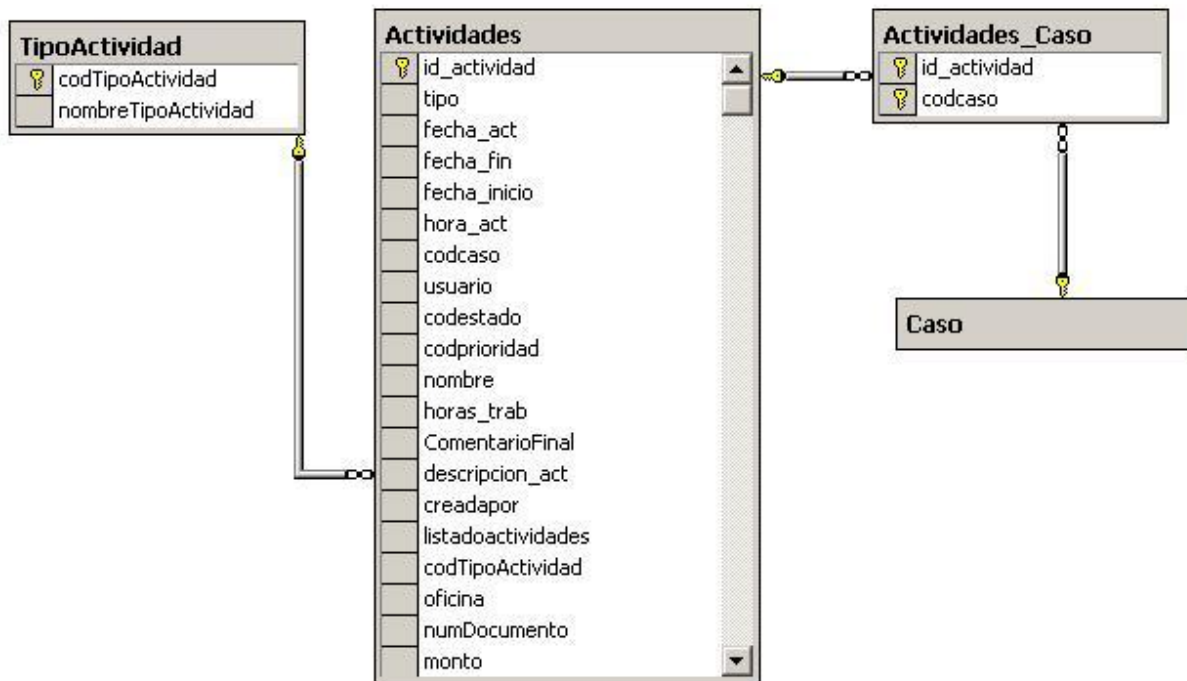 TipoActividad
codTipoActividad
nombreTipoActividad
Actividades
id_actividad
tipo
fecha_act
fecha_fin
fecha_inicio
hora_act
codcaso
usuario
codestado
codprioridad
nombre
horas_trab
ComentarioFinal
descripcion_act
creadapor
listadoactividades
codTipoActividad
oficina
numDocumento
monto
Actividades_Caso
id_actividad
codcaso
Caso